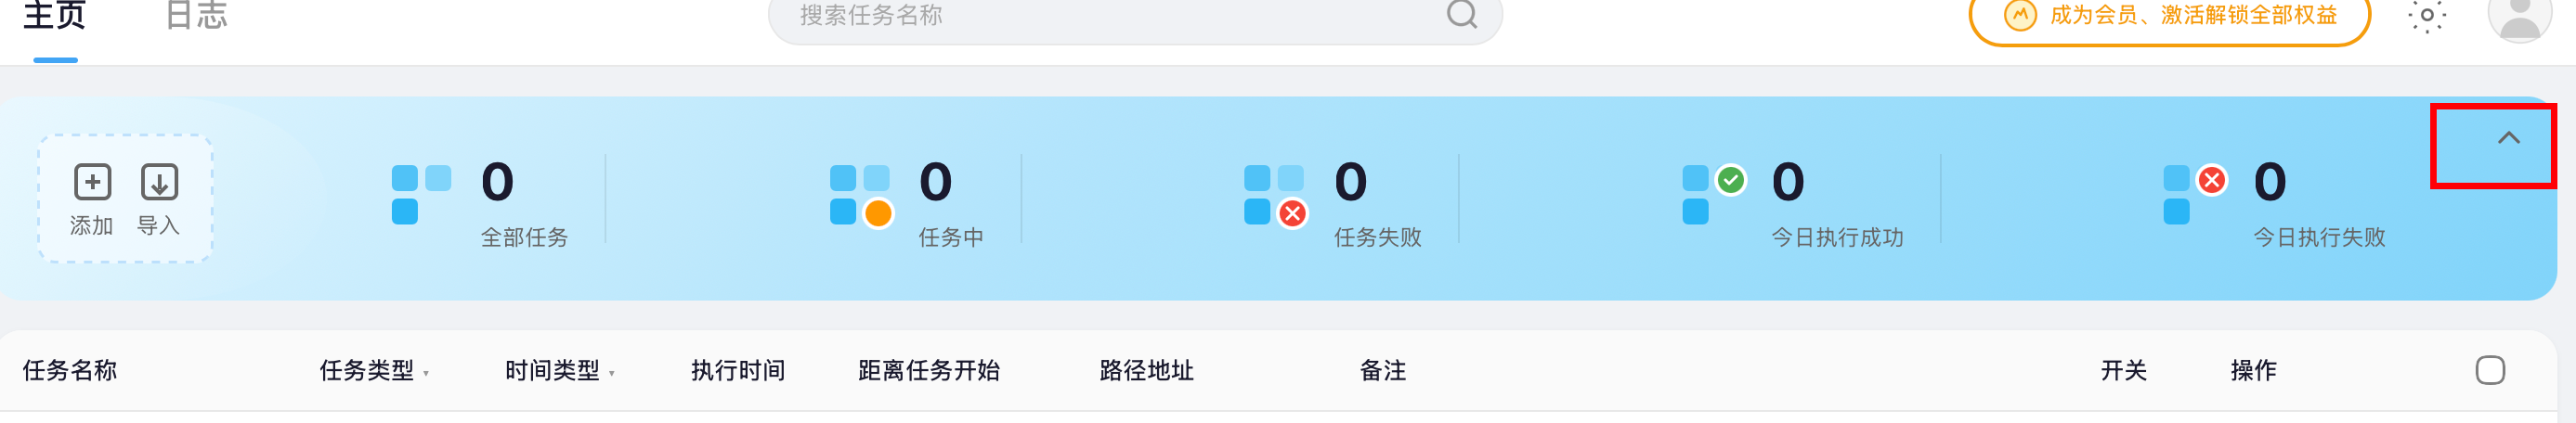 主页 日志 搜索任务名称 成为会员、激活解锁全部权益
添加 导入
0 全部任务
0 任务中
0 任务失败
0 今日执行成功
0 今日执行失败
任务名称 任务类型 时间类型 执行时间 距离任务开始 路径地址 备注 开关 操作